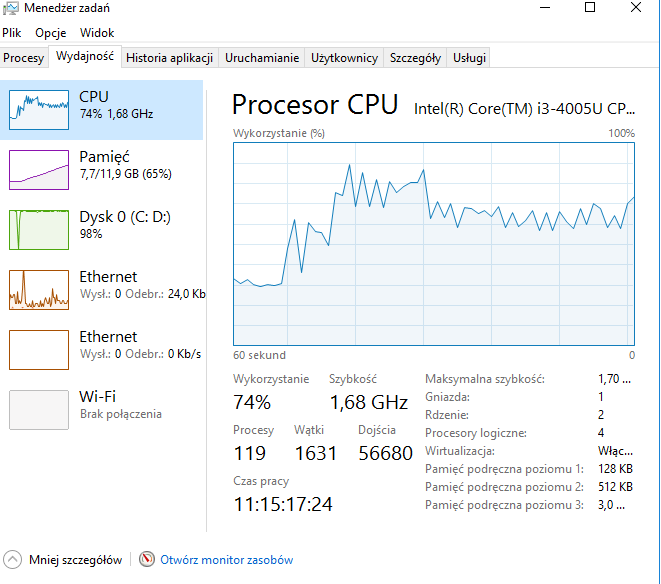 Menedżer zadań
Plik Opcje Widok
Procesy Wydajność Historia aplikacji Uruchamianie Użytkownicy Szczegóły Usługi
CPU
74% 1,68 GHz
Pamięć
7,7/11,9 GB (65%)
Dysk 0 (C: D:)
98%
Ethernet
Wysł.: 0 Odebr.: 24,0 Kb
Ethernet
Wysł.: 0 Odebr.: 0 Kb/s
Wi-Fi
Brak połączenia
Procesor CPU Intel(R) Core(TM) i3-4005U CP...
Wykorzystanie (%) 100%
60 sekund 0
Wykorzystanie Szybkość
74% 1,68 GHz
Procesy Wątki Dojścia
119 1631 56680
Czas pracy
11:15:17:24
Maksymalna szybkość: 1,70 ...
Gniazda: 1
Rdzenie: 2
Procesory logiczne: 4
Wirtualizacja: Włąc...
Pamięć podręczna poziomu 1: 128 KB
Pamięć podręczna poziomu 2: 512 KB
Pamięć podręczna poziomu 3: 3,0 ...
Mniej szczegółów Otwórz monitor zasobów